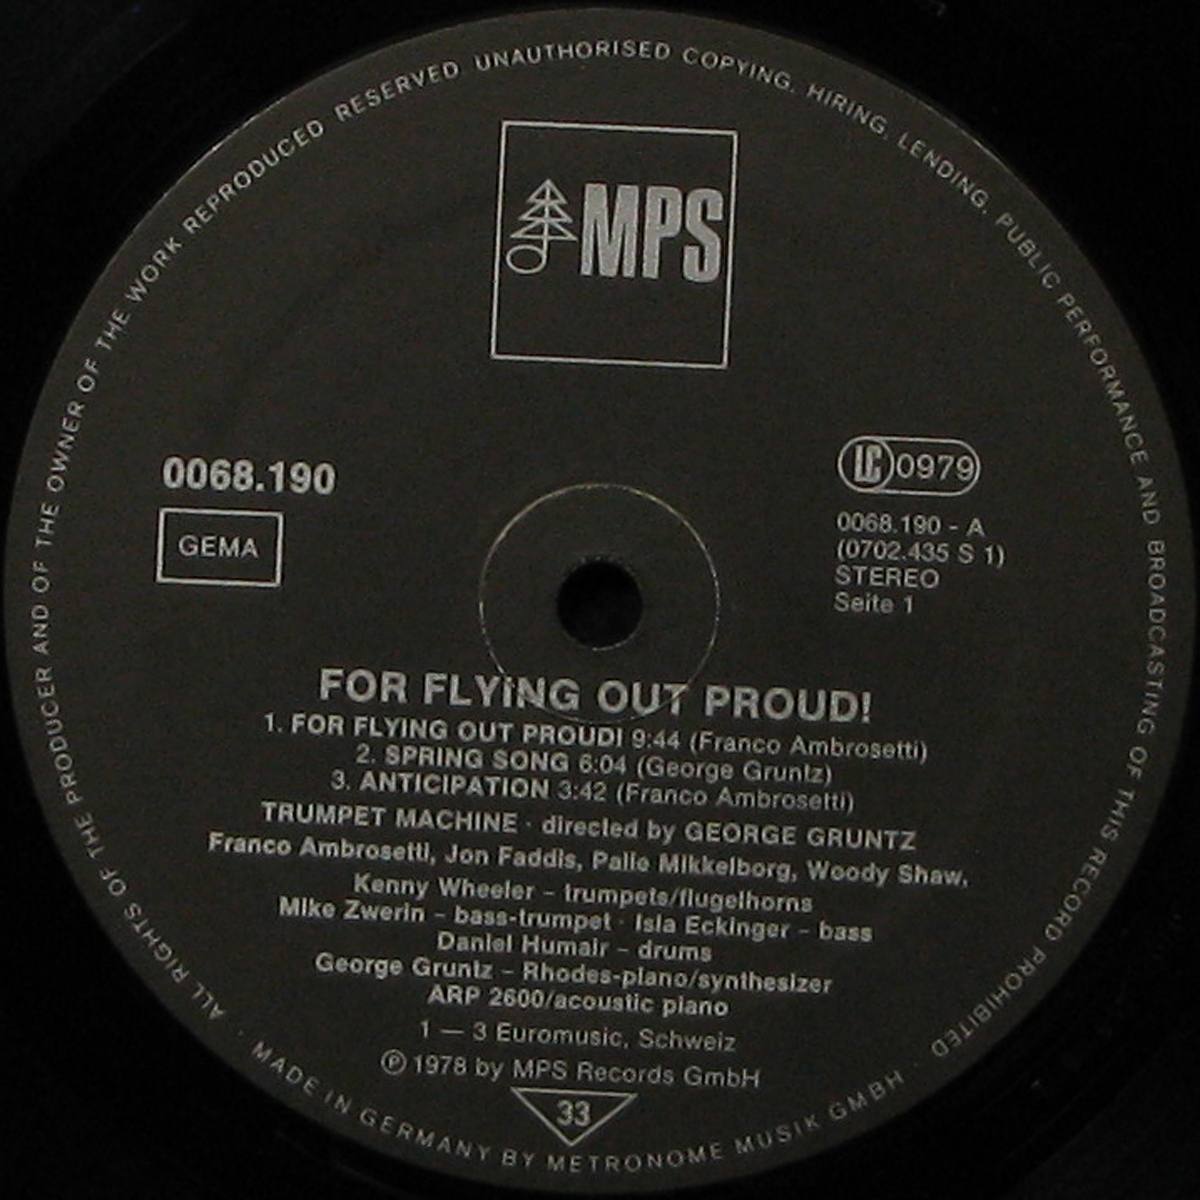 ALL RIGHTS OF THE PRODUCER AND OF THE OWNER OF THE WORK REPRODUCED RESERVED. UNAUTHORISED COPYING, HIRING, LENDING, PUBLIC PERFORMANCE AND BROADCASTING OF THIS RECORD PROHIBITED
MPS
0068.190
GEMA
LC 0979
0068.190 - A
(0702.435 S 1)
STEREO
Seite 1
FOR FLYING OUT PROUD!
1. FOR FLYING OUT PROUD! 9:44 (Franco Ambrosetti)
2. SPRING SONG 6:04 (George Gruntz)
3. ANTICIPATION 3:42 (Franco Ambrosetti)
TRUMPET MACHINE · directed by GEORGE GRUNTZ
Franco Ambrosetti, Jon Faddis, Palle Mikkelborg, Woody Shaw,
Kenny Wheeler – trumpets/flugelhorns
Mike Zwerin – bass-trumpet · Isla Eckinger – bass
Daniel Humair – drums
George Gruntz – Rhodes-piano/synthesizer
ARP 2600/acoustic piano
1 — 3 Euromusic, Schweiz
Ⓟ 1978 by MPS Records GmbH
33
· MADE IN GERMANY BY METRONOME MUSIK GMBH ·